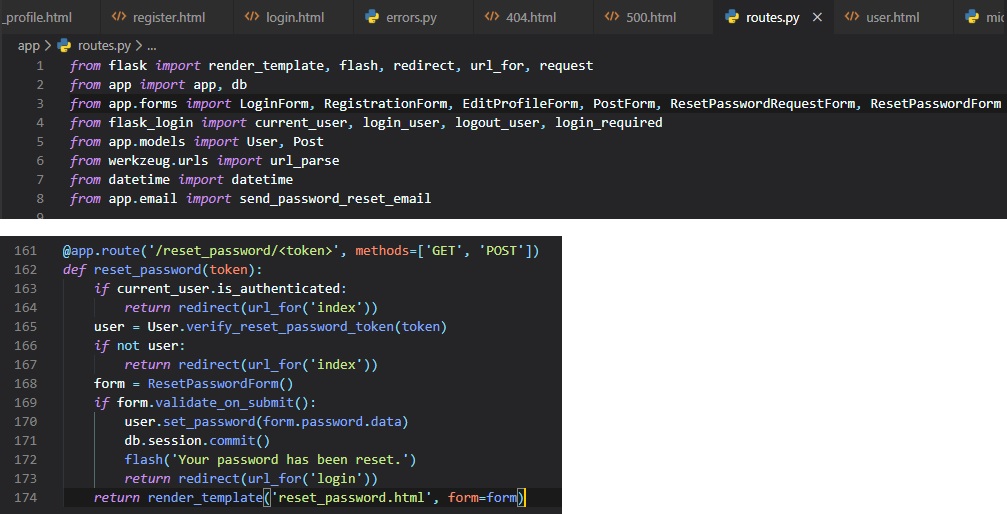 _profile.html </> register.html </> login.html errors.py </> 404.html </> 500.html routes.py × </> user.html
app > routes.py > ...
1 from flask import render_template, flash, redirect, url_for, request
2 from app import app, db
3 from app.forms import LoginForm, RegistrationForm, EditProfileForm, PostForm, ResetPasswordRequestForm, ResetPasswordForm
4 from flask_login import current_user, login_user, logout_user, login_required
5 from app.models import User, Post
6 from werkzeug.urls import url_parse
7 from datetime import datetime
8 from app.email import send_password_reset_email
9
161 @app.route('/reset_password/<token>', methods=['GET', 'POST'])
162 def reset_password(token):
163     if current_user.is_authenticated:
164         return redirect(url_for('index'))
165     user = User.verify_reset_password_token(token)
166     if not user:
167         return redirect(url_for('index'))
168     form = ResetPasswordForm()
169     if form.validate_on_submit():
170         user.set_password(form.password.data)
171         db.session.commit()
172         flash('Your password has been reset.')
173         return redirect(url_for('login'))
174     return render_template('reset_password.html', form=form)